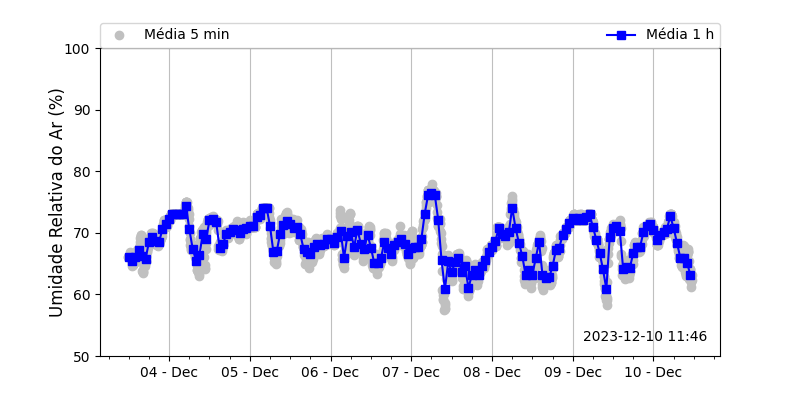 Média 5 min
Média 1 h
Umidade Relativa do Ar (%)
100
90
80
70
60
50
2023-12-10 11:46
04 - Dec
05 - Dec
06 - Dec
07 - Dec
08 - Dec
09 - Dec
10 - Dec